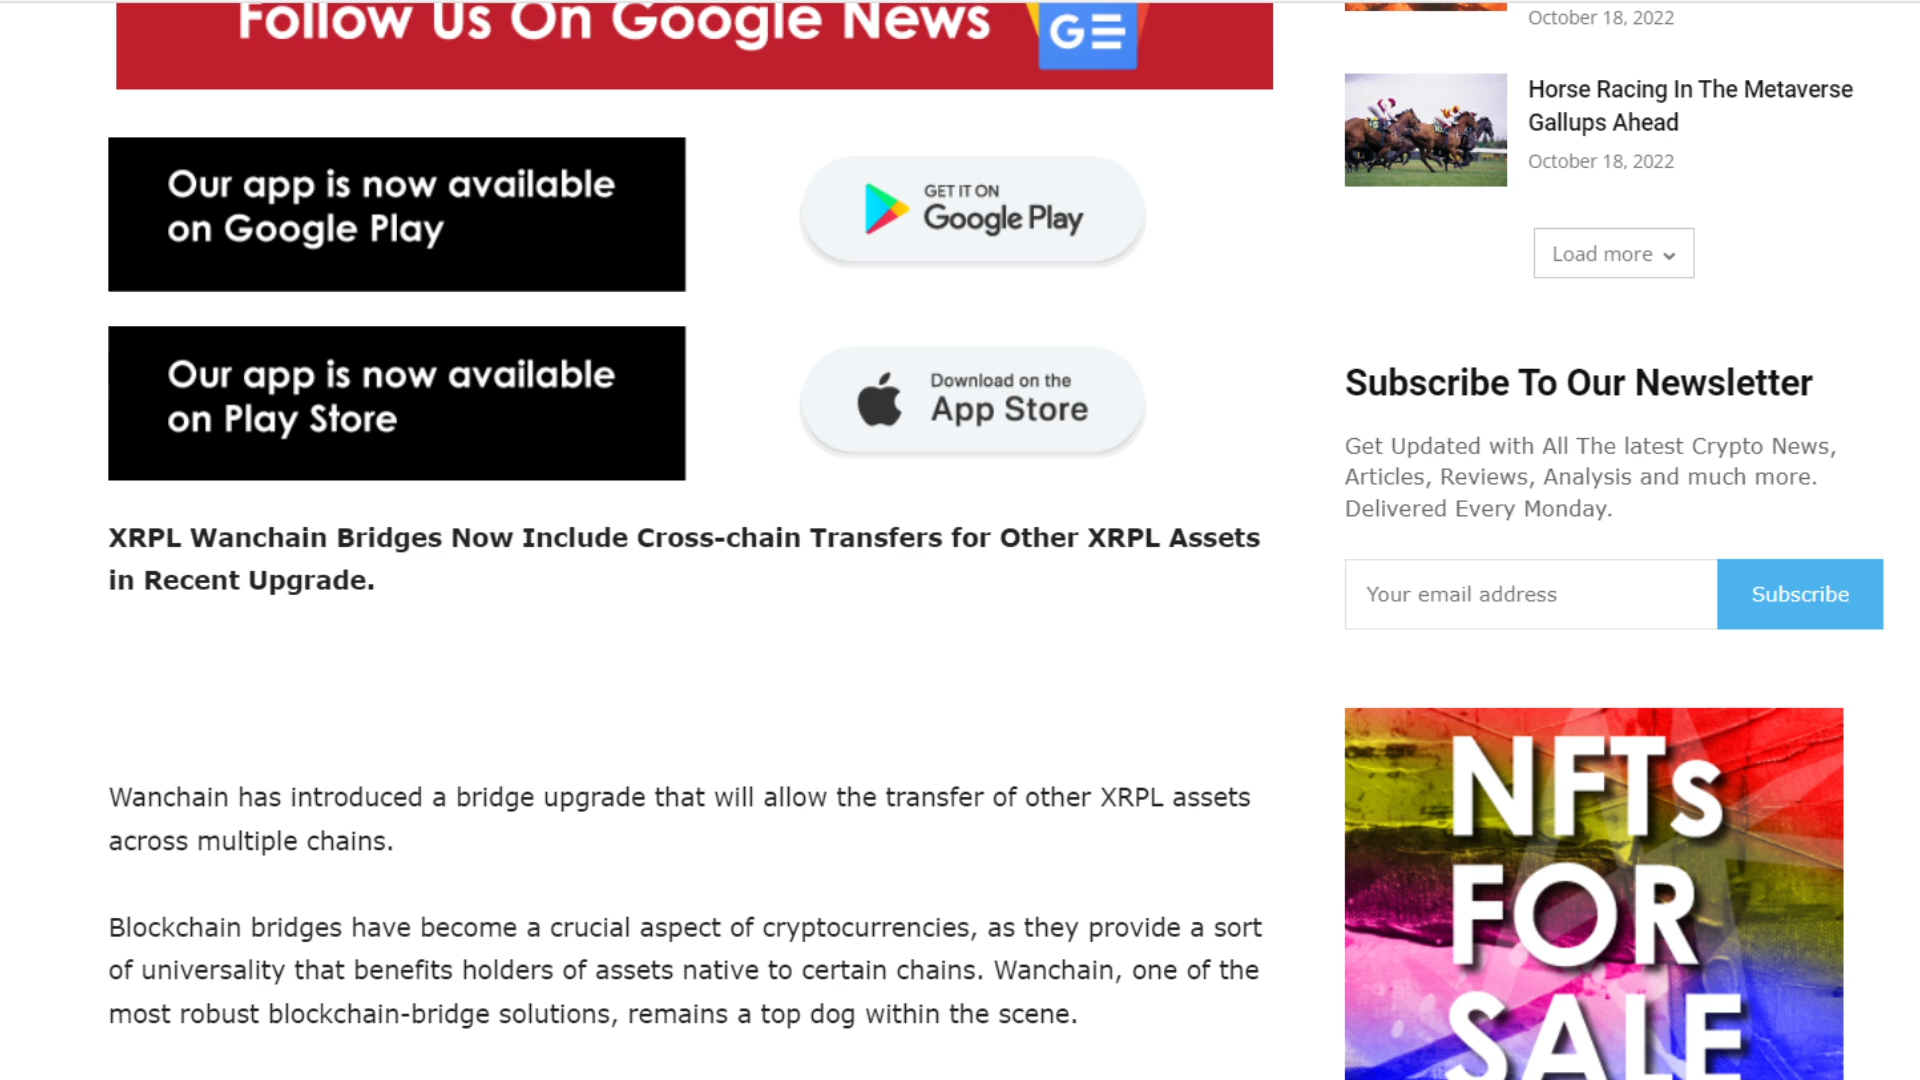 Follow Us On Google News
GE
Our app is now available
on Google Play
GET IT ON
Google Play
Our app is now available
on Play Store
Download on the
App Store
XRPL Wanchain Bridges Now Include Cross-chain Transfers for Other XRPL Assets
in Recent Upgrade.
Wanchain has introduced a bridge upgrade that will allow the transfer of other XRPL assets
across multiple chains.
Blockchain bridges have become a crucial aspect of cryptocurrencies, as they provide a sort
of universality that benefits holders of assets native to certain chains. Wanchain, one of the
most robust blockchain-bridge solutions, remains a top dog within the scene.
October 18, 2022
Horse Racing In The Metaverse
Gallups Ahead
October 18, 2022
Load more
Subscribe To Our Newsletter
Get Updated with All The latest Crypto News,
Articles, Reviews, Analysis and much more.
Delivered Every Monday.
Your email address
Subscribe
NFTs
FOR
SALE